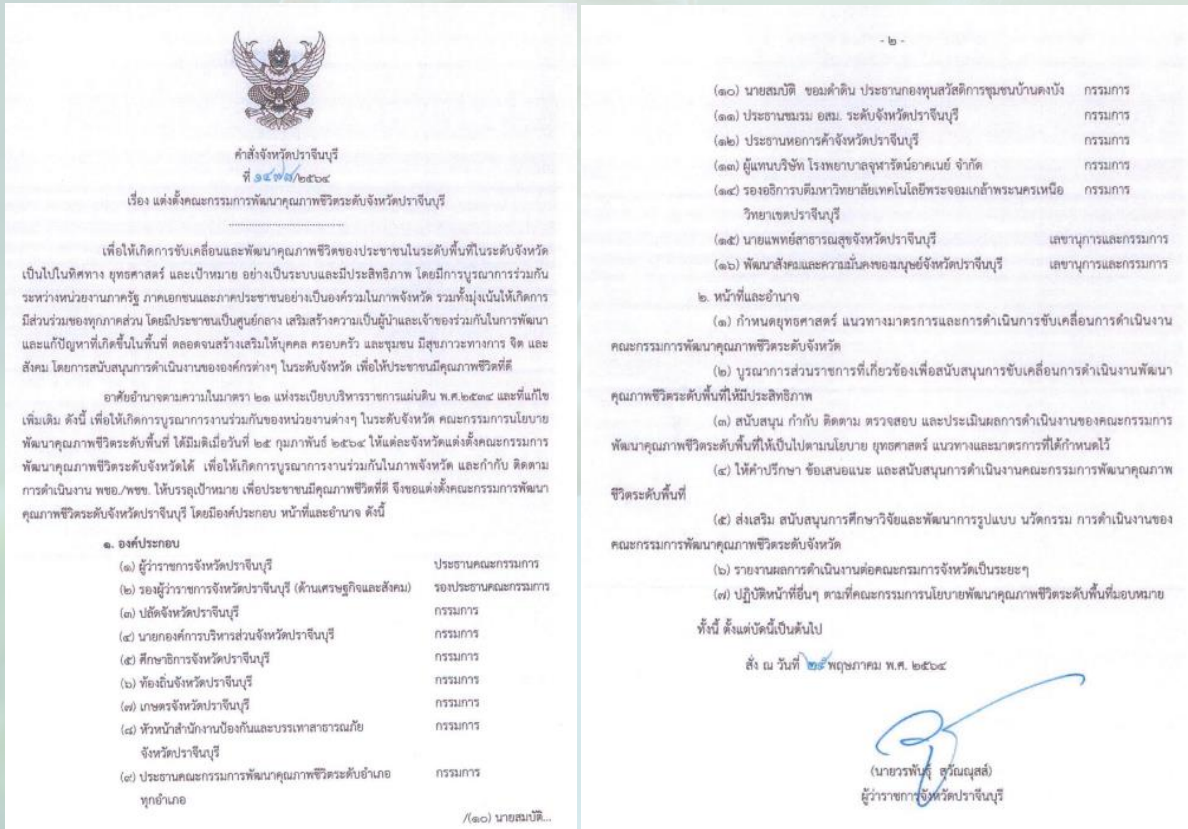 คำสั่งจังหวัดปราจีนบุรี
ที่ ๑๔๗๗/๒๕๖๔
เรื่อง แต่งตั้งคณะกรรมการพัฒนาคุณภาพชีวิตระดับจังหวัดปราจีนบุรี
เพื่อให้เกิดการขับเคลื่อนและพัฒนาคุณภาพชีวิตของประชาชนในระดับพื้นที่ในระดับจังหวัด
เป็นไปในทิศทาง ยุทธศาสตร์ และเป้าหมาย อย่างเป็นระบบและมีประสิทธิภาพ โดยมีการบูรณาการร่วมกัน
ระหว่างหน่วยงานภาครัฐ ภาคเอกชนและภาคประชาชนอย่างเป็นองค์รวมในภาพจังหวัด รวมทั้งมุ่งเน้นให้เกิดการ
มีส่วนร่วมของทุกภาคส่วน โดยมีประชาชนเป็นศูนย์กลาง เสริมสร้างความเป็นผู้นำและเจ้าของร่วมกันในการพัฒนา
และแก้ปัญหาที่เกิดขึ้นในพื้นที่ ตลอดจนสร้างเสริมให้บุคคล ครอบครัว และชุมชน มีสุขภาวะทางกาย จิต และ
สังคม โดยการสนับสนุนการดำเนินงานขององค์กรต่างๆ ในระดับจังหวัด เพื่อให้ประชาชนมีคุณภาพชีวิตที่ดี
อาศัยอำนาจตามความในมาตรา ๒๑ แห่งระเบียบบริหารราชการแผ่นดิน พ.ศ.๒๕๓๔ และที่แก้ไข
เพิ่มเติม ดังนี้ เพื่อให้เกิดการบูรณาการงานร่วมกันของหน่วยงานต่างๆ ในระดับจังหวัด คณะกรรมการนโยบาย
พัฒนาคุณภาพชีวิตระดับพื้นที่ ได้มีมติเมื่อวันที่ ๒๕ กุมภาพันธ์ ๒๕๖๔ ให้แต่ละจังหวัดแต่งตั้งคณะกรรมการ
พัฒนาคุณภาพชีวิตระดับจังหวัดได้ เพื่อให้เกิดการบูรณาการงานร่วมกันในภาพจังหวัด และกำกับ ติดตาม
การดำเนินงาน พชอ./พชข. ให้บรรลุเป้าหมาย เพื่อประชาชนมีคุณภาพชีวิตที่ดี จึงขอแต่งตั้งคณะกรรมการพัฒนา
คุณภาพชีวิตระดับจังหวัดปราจีนบุรี โดยมีองค์ประกอบ หน้าที่และอำนาจ ดังนี้
๑. องค์ประกอบ
(๑) ผู้ว่าราชการจังหวัดปราจีนบุรี ประธานคณะกรรมการ
(๒) รองผู้ว่าราชการจังหวัดปราจีนบุรี (ด้านเศรษฐกิจและสังคม) รองประธานคณะกรรมการ
(๓) ปลัดจังหวัดปราจีนบุรี กรรมการ
(๔) นายกองค์การบริหารส่วนจังหวัดปราจีนบุรี กรรมการ
(๕) ศึกษาธิการจังหวัดปราจีนบุรี กรรมการ
(๖) ท้องถิ่นจังหวัดปราจีนบุรี กรรมการ
(๗) เกษตรจังหวัดปราจีนบุรี กรรมการ
(๘) หัวหน้าสำนักงานป้องกันและบรรเทาสาธารณภัย กรรมการ
จังหวัดปราจีนบุรี
(๙) ประธานคณะกรรมการพัฒนาคุณภาพชีวิตระดับอำเภอ กรรมการ
ทุกอำเภอ
/(๑๐) นายสมบัติ...
- ๒ -
(๑๐) นายสมบัติ ขอมดำดิน ประธานกองทุนสวัสดิการชุมชนบ้านดงบัง กรรมการ
(๑๑) ประธานชมรม อสม. ระดับจังหวัดปราจีนบุรี กรรมการ
(๑๒) ประธานหอการค้าจังหวัดปราจีนบุรี กรรมการ
(๑๓) ผู้แทนบริษัท โรงพยาบาลจุฬารัตน์อาคเนย์ จำกัด กรรมการ
(๑๔) รองอธิการบดีมหาวิทยาลัยเทคโนโลยีพระจอมเกล้าพระนครเหนือ กรรมการ
วิทยาเขตปราจีนบุรี
(๑๕) นายแพทย์สาธารณสุขจังหวัดปราจีนบุรี เลขานุการและกรรมการ
(๑๖) พัฒนาสังคมและความมั่นคงของมนุษย์จังหวัดปราจีนบุรี เลขานุการและกรรมการ
๒. หน้าที่และอำนาจ
(๑) กำหนดยุทธศาสตร์ แนวทางมาตรการและการดำเนินการขับเคลื่อนการดำเนินงาน
คณะกรรมการพัฒนาคุณภาพชีวิตระดับจังหวัด
(๒) บูรณาการส่วนราชการที่เกี่ยวข้องเพื่อสนับสนุนการขับเคลื่อนการดำเนินงานพัฒนา
คุณภาพชีวิตระดับพื้นที่ให้มีประสิทธิภาพ
(๓) สนับสนุน กำกับ ติดตาม ตรวจสอบ และประเมินผลการดำเนินงานของคณะกรรมการ
พัฒนาคุณภาพชีวิตระดับพื้นที่ให้เป็นไปตามนโยบาย ยุทธศาสตร์ แนวทางและมาตรการที่ได้กำหนดไว้
(๔) ให้คำปรึกษา ข้อเสนอแนะ และสนับสนุนการดำเนินงานคณะกรรมการพัฒนาคุณภาพ
ชีวิตระดับพื้นที่
(๕) ส่งเสริม สนับสนุนการศึกษาวิจัยและพัฒนาการรูปแบบ นวัตกรรม การดำเนินงานของ
คณะกรรมการพัฒนาคุณภาพชีวิตระดับจังหวัด
(๖) รายงานผลการดำเนินงานต่อคณะกรมการจังหวัดเป็นระยะๆ
(๗) ปฏิบัติหน้าที่อื่นๆ ตามที่คณะกรรมการนโยบายพัฒนาคุณภาพชีวิตระดับพื้นที่มอบหมาย
ทั้งนี้ ตั้งแต่บัดนี้เป็นต้นไป
สั่ง ณ วันที่ พฤษภาคม พ.ศ. ๒๕๖๔
(นายวรพันธุ์ สุวัณณุสส์)
ผู้ว่าราชการจังหวัดปราจีนบุรี